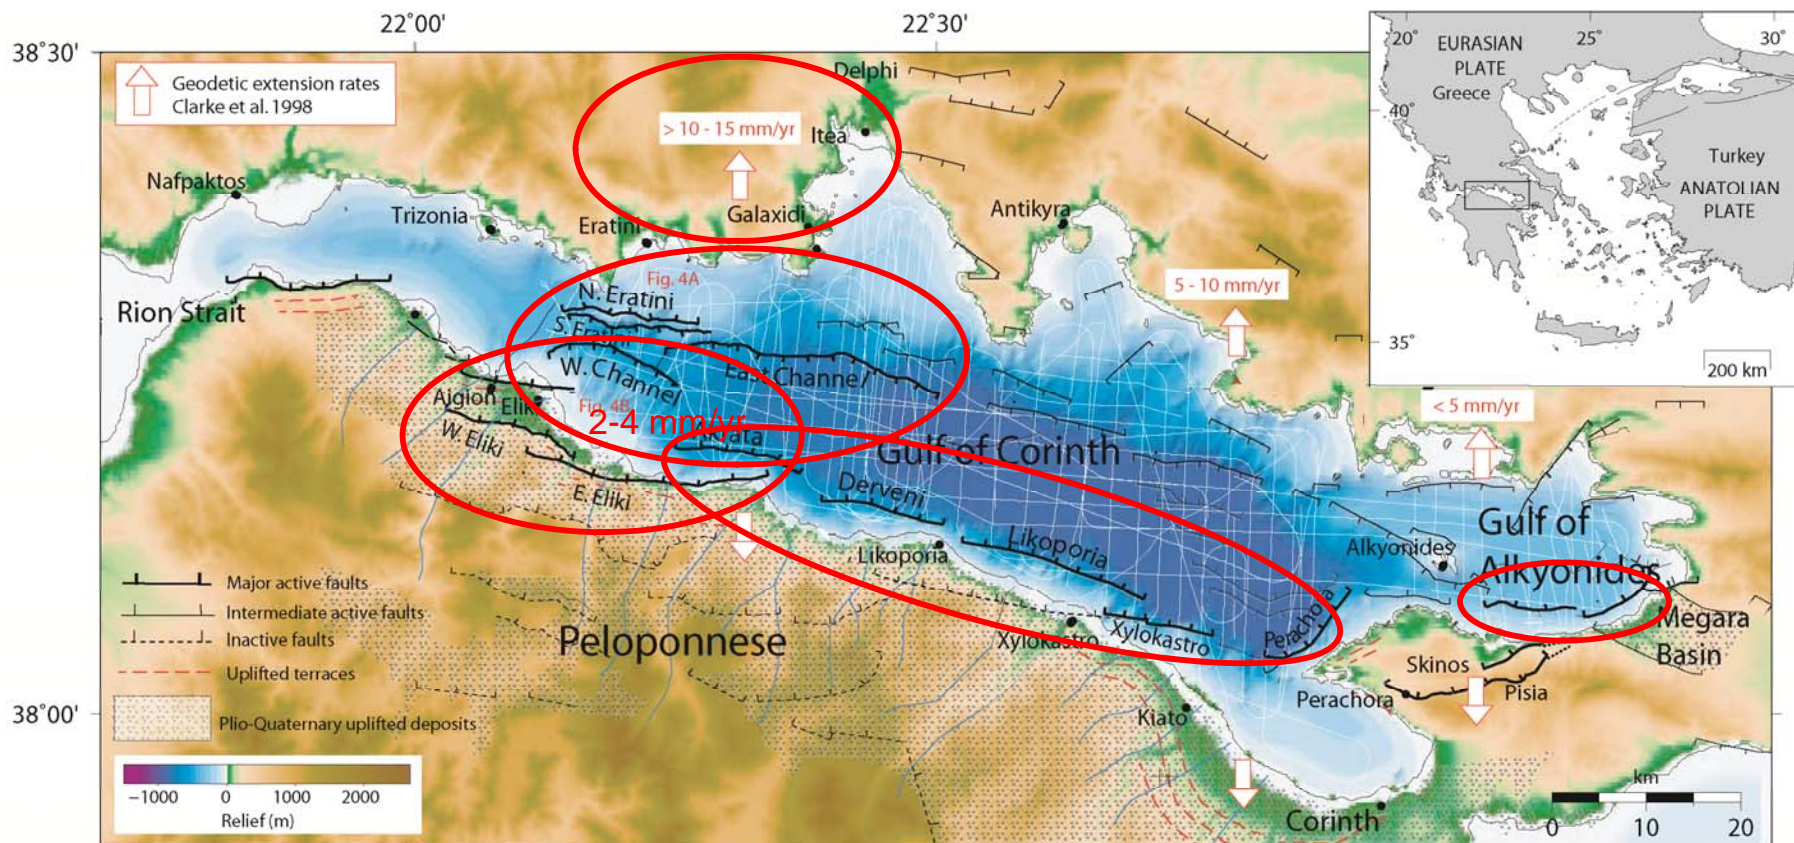 22°00'
22°30'
38°30'
Geodetic extension rates
Clarke et al. 1998
Delphi
> 10 - 15 mm/yr
Itea
Nafpaktos
Trizonia
Eratini
Galaxidi
Antikyra
Fig. 4A
5 - 10 mm/yr
N. Eratini
Rion Strait
S. Eratini
W. Channel
East Channel
Aigion
Eliki
Fig. 4B
2-4 mm/yr
Akrata
< 5 mm/yr
W. Eliki
E. Eliki
Gulf of Corinth
Derveni
Likoporia
Likoporia
Gulf of
Alkyonides
Alkyonides
Perachora
Xylokastro
Xylokastro
Megara
Basin
Peloponnese
Skinos
Perachora
Pisia
Kiato
Corinth
Major active faults
Intermediate active faults
Inactive faults
Uplifted terraces
Plio-Quaternary uplifted deposits
38°00'
−1000 0 1000 2000
Relief (m)
km
0 10 20
20° 25° 30°
EURASIAN
PLATE
Greece
40°
Turkey
ANATOLIAN
PLATE
35°
200 km